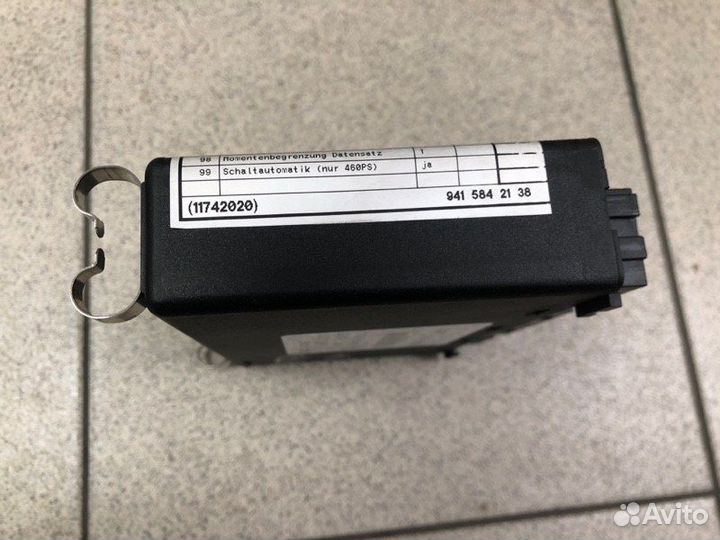 98 Momentenbegrenzung Datensatz 1
99 Schaltautomatik (nur 460PS) ja
(11742020) 941 584 21 38
Avito